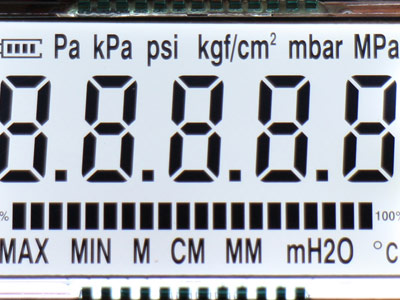 Pa kPa psi kgf/cm² mbar MPa
8.8.8.8.8
% 100%
MAX MIN M CM MM mH2O °C